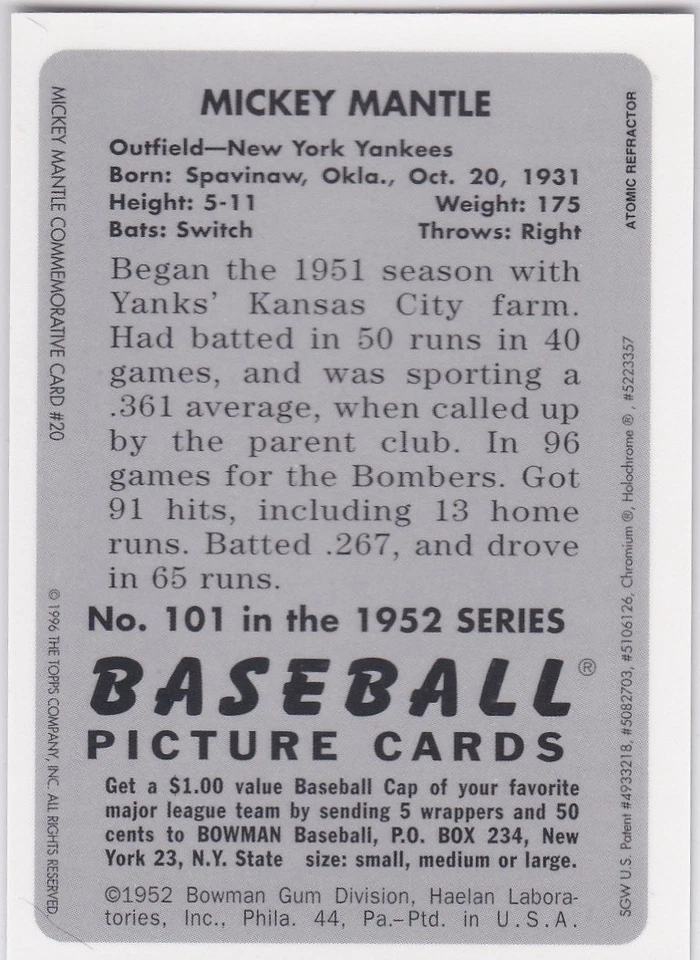 MICKEY MANTLE
Outfield—New York Yankees
Born: Spavinaw, Okla., Oct. 20, 1931
Height: 5-11 Weight: 175
Bats: Switch Throws: Right
Began the 1951 season with
Yanks' Kansas City farm.
Had batted in 50 runs in 40
games, and was sporting a
.361 average, when called up
by the parent club. In 96
games for the Bombers. Got
91 hits, including 13 home
runs. Batted .267, and drove
in 65 runs.
No. 101 in the 1952 SERIES
BASEBALL®
PICTURE CARDS
Get a $1.00 value Baseball Cap of your favorite
major league team by sending 5 wrappers and 50
cents to BOWMAN Baseball, P.O. BOX 234, New
York 23, N.Y. State size: small, medium or large.
©1952 Bowman Gum Division, Haelan Labora-
tories, Inc., Phila. 44, Pa.–Ptd. in U.S.A.
MICKEY MANTLE COMMEMORATIVE CARD #20
© 1996 THE TOPPS COMPANY, INC. ALL RIGHTS RESERVED.
ATOMIC REFRACTOR
SGW U.S. Patent #4933218, #5082703, #5106126, Chromium ®, Holochrome ® , #5223357